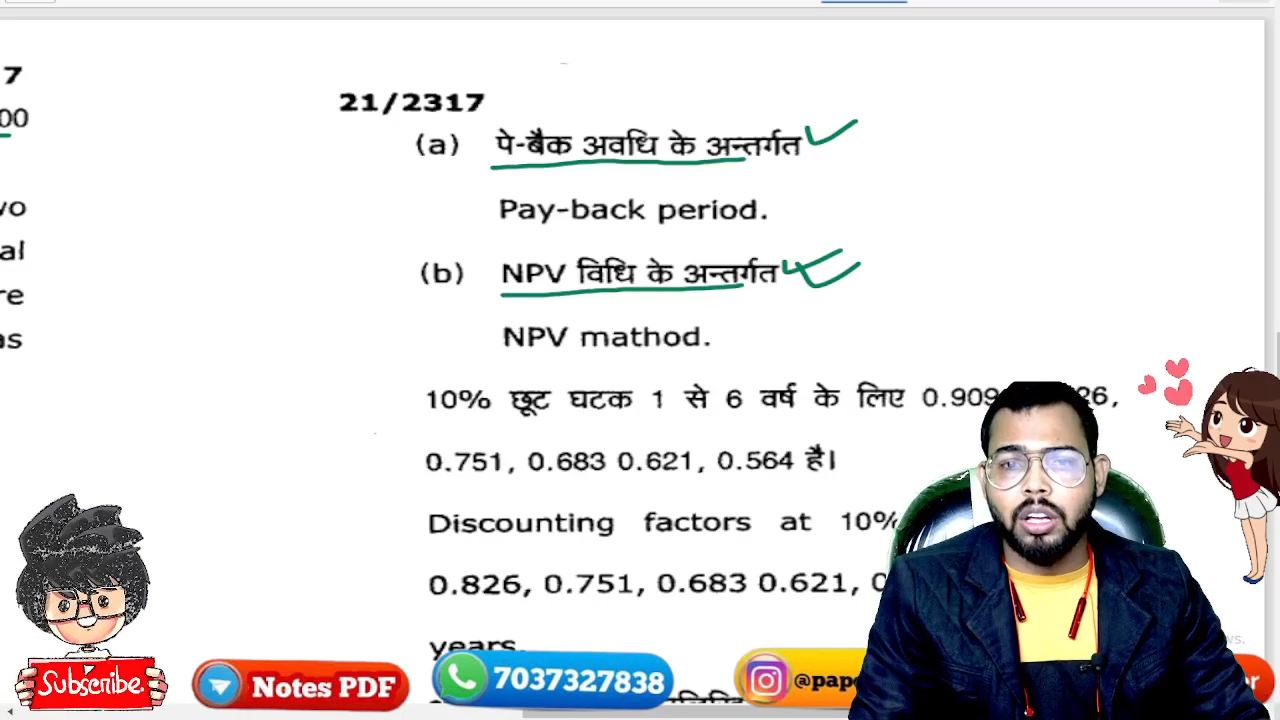 7
00
21/2317
(a) पे-बैक अवधि के अन्तर्गत
Pay-back period.
wo
al
(b) NPV विधि के अन्तर्गत
re
NPV mathod.
as
10% छूट घटक 1 से 6 वर्ष के लिए 0.909 26,
0.751, 0.683 0.621, 0.564 है।
Discounting factors at 10%
0.826, 0.751, 0.683 0.621,
years.
Subscribe.
Notes PDF
7037327838